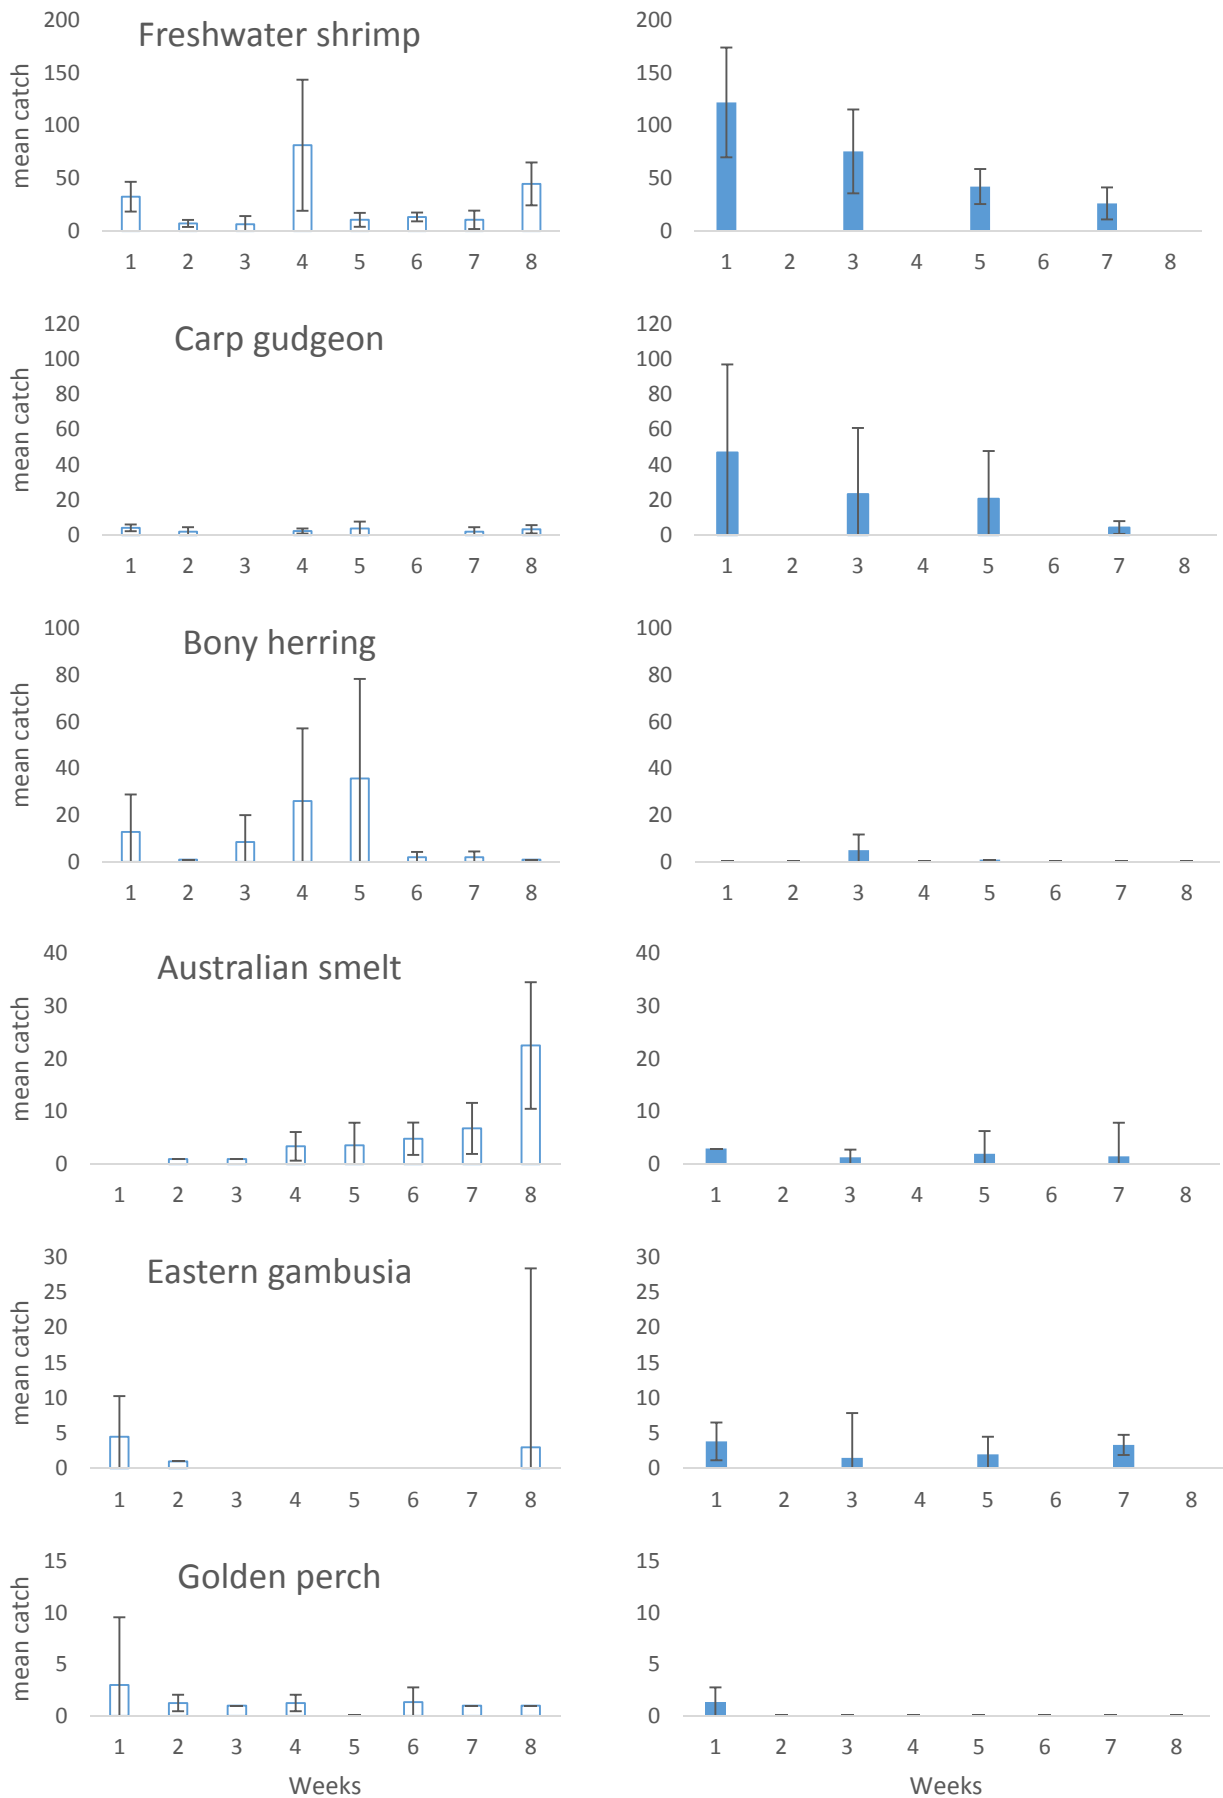 Freshwater shrimp
mean catch
200
150
100
50
0
1 2 3 4 5 6 7 8
200
150
100
50
0
1 2 3 4 5 6 7 8
Carp gudgeon
mean catch
120
100
80
60
40
20
0
1 2 3 4 5 6 7 8
120
100
80
60
40
20
0
1 2 3 4 5 6 7 8
Bony herring
mean catch
100
80
60
40
20
0
1 2 3 4 5 6 7 8
100
80
60
40
20
0
1 2 3 4 5 6 7 8
Australian smelt
mean catch
40
30
20
10
0
1 2 3 4 5 6 7 8
40
30
20
10
0
1 2 3 4 5 6 7 8
Eastern gambusia
mean catch
30
25
20
15
10
5
0
1 2 3 4 5 6 7 8
30
25
20
15
10
5
0
1 2 3 4 5 6 7 8
Golden perch
mean catch
15
10
5
0
1 2 3 4 5 6 7 8
Weeks
15
10
5
0
1 2 3 4 5 6 7 8
Weeks